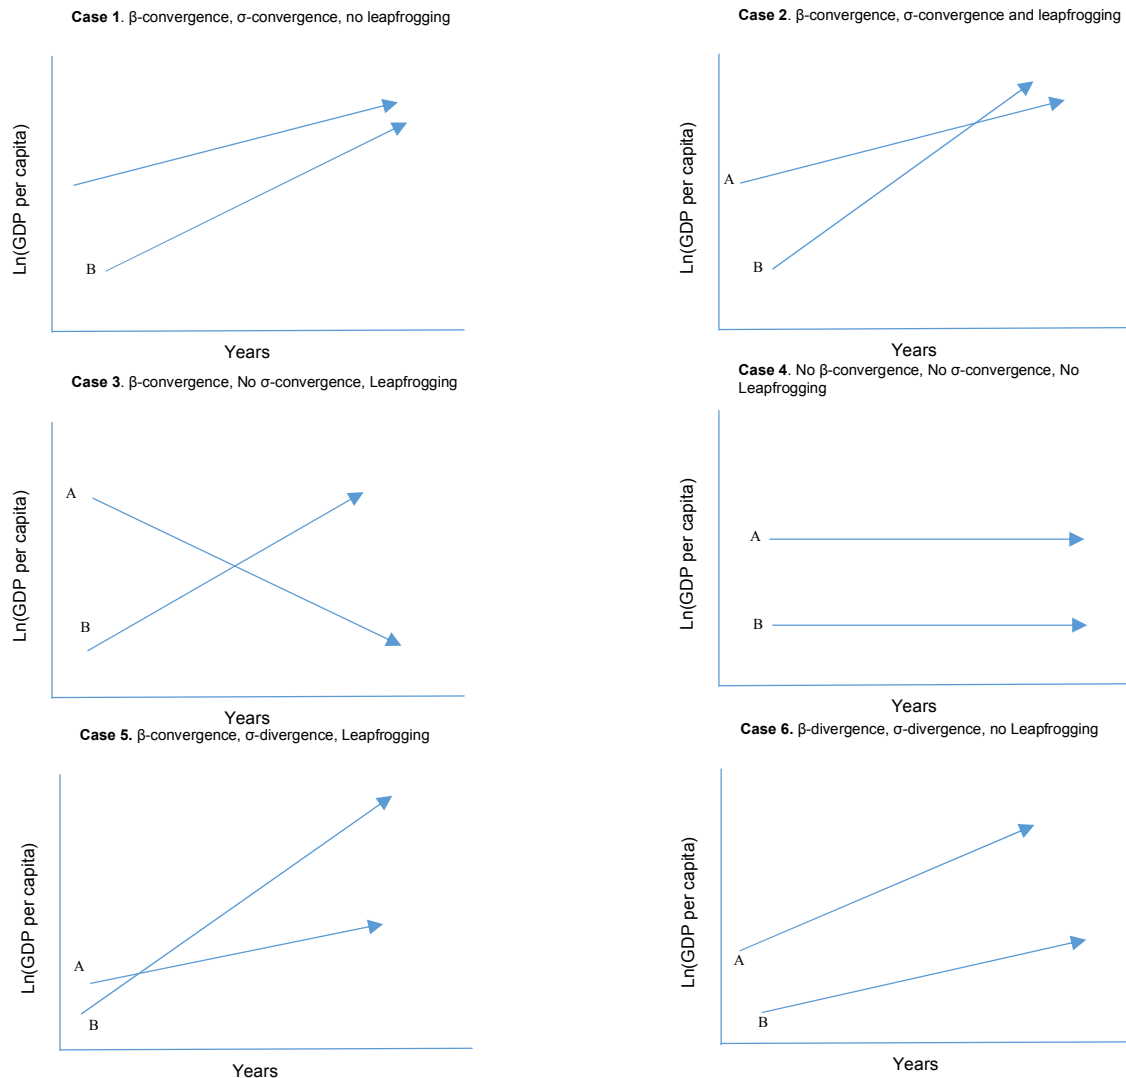 Case 1. β-convergence, σ-convergence, no leapfrogging
Ln(GDP per capita)
B
Years
Case 2. β-convergence, σ-convergence and leapfrogging
Ln(GDP per capita)
A
B
Years
Case 3. β-convergence, No σ-convergence, Leapfrogging
Ln(GDP per capita)
A
B
Years
Case 4. No β-convergence, No σ-convergence, No
Leapfrogging
Ln(GDP per capita)
A
B
Years
Case 5. β-convergence, σ-divergence, Leapfrogging
Ln(GDP per capita)
A
B
Years
Case 6. β-divergence, σ-divergence, no Leapfrogging
Ln(GDP per capita)
A
B
Years